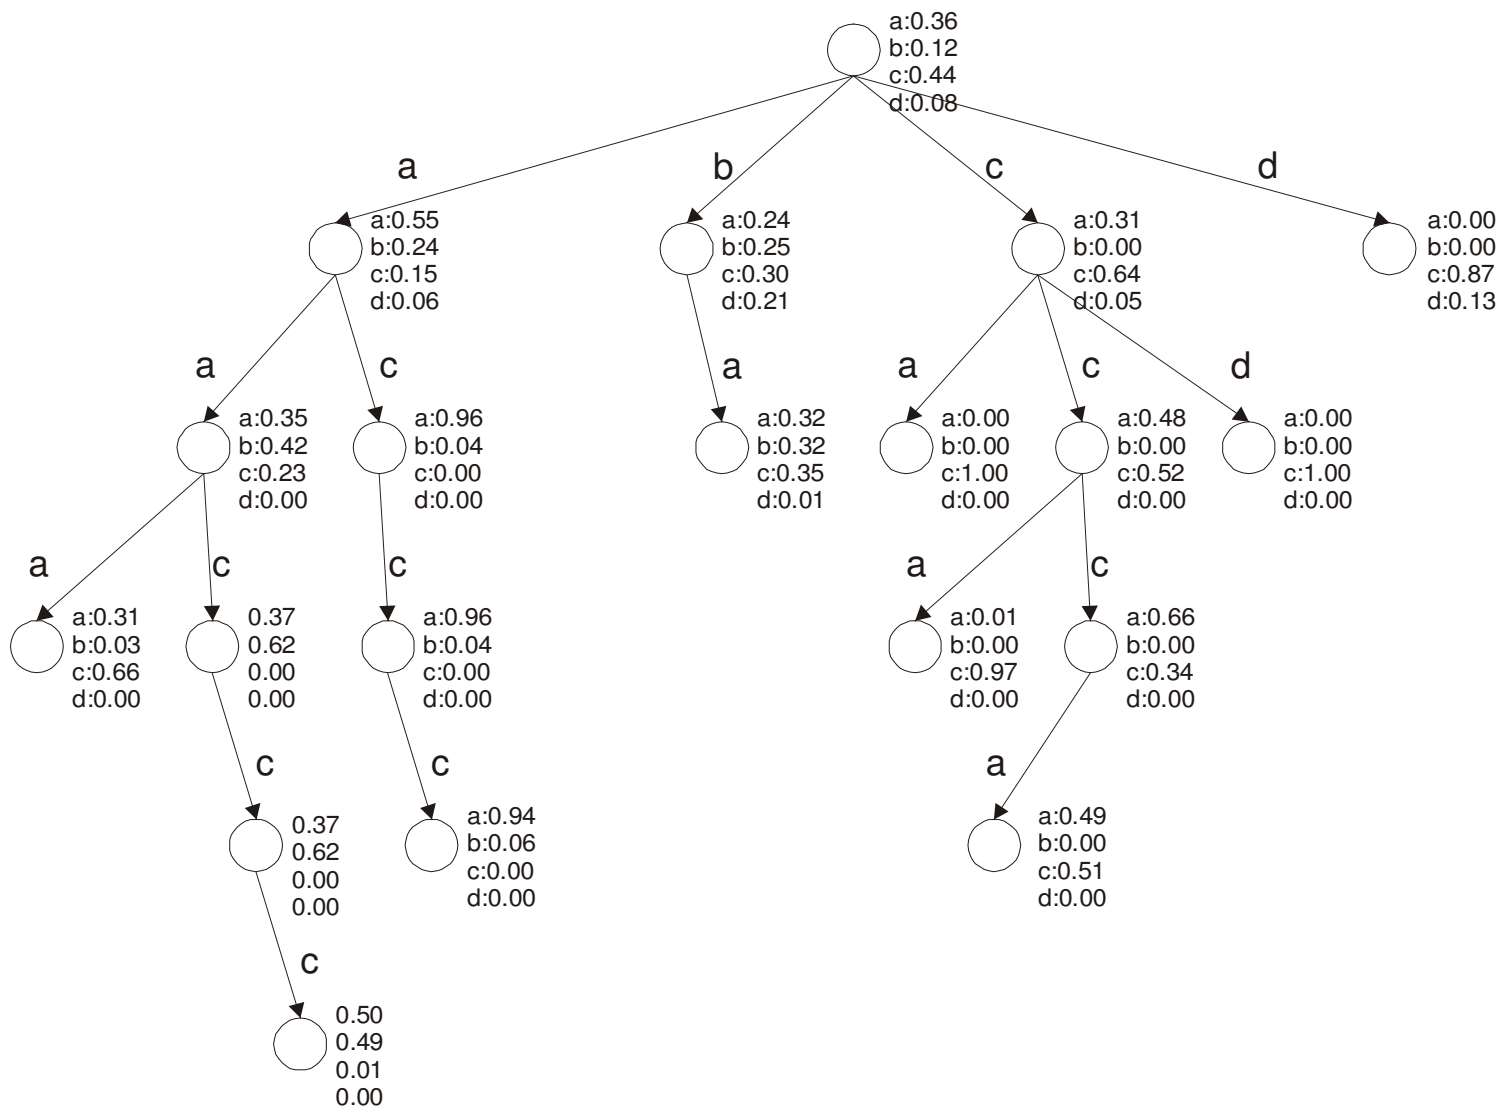 a:0.36
b:0.12
c:0.44
d:0.08
a
b
c
d
a:0.55
b:0.24
c:0.15
d:0.06
a:0.24
b:0.25
c:0.30
d:0.21
a:0.31
b:0.00
c:0.64
d:0.05
a:0.00
b:0.00
c:0.87
d:0.13
a
c
a
a
c
d
a:0.35
b:0.42
c:0.23
d:0.00
a:0.96
b:0.04
c:0.00
d:0.00
a:0.32
b:0.32
c:0.35
d:0.01
a:0.00
b:0.00
c:1.00
d:0.00
a:0.48
b:0.00
c:0.52
d:0.00
a:0.00
b:0.00
c:1.00
d:0.00
a
c
c
a
c
a:0.31
b:0.03
c:0.66
d:0.00
0.37
0.62
0.00
0.00
a:0.96
b:0.04
c:0.00
d:0.00
a:0.01
b:0.00
c:0.97
d:0.00
a:0.66
b:0.00
c:0.34
d:0.00
c
c
a
0.37
0.62
0.00
0.00
a:0.94
b:0.06
c:0.00
d:0.00
a:0.49
b:0.00
c:0.51
d:0.00
c
0.50
0.49
0.01
0.00